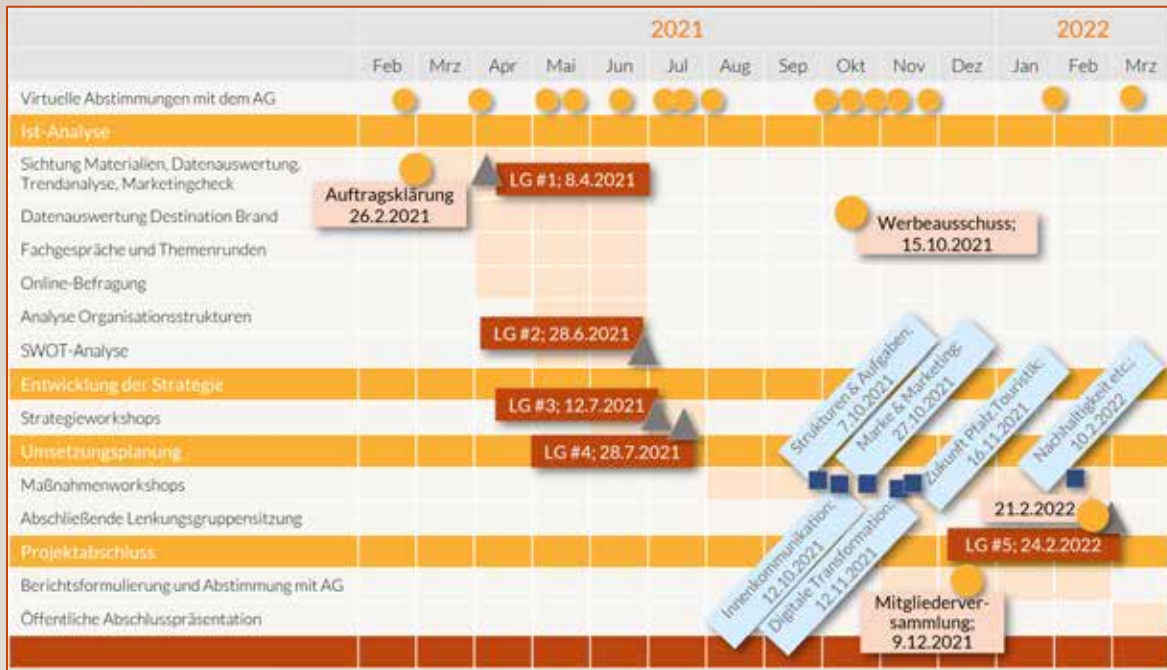 2021 2022
Feb Mrz Apr Mai Jun Jul Aug Sep Okt Nov Dez Jan Feb Mrz
Virtuelle Abstimmungen mit dem AG
Ist-Analyse
Sichtung Materialien, Datenauswertung,
Trendanalyse, Marketingcheck
LG #1; 8.4.2021
Auftragsklärung
26.2.2021
Datenauswertung Destination Brand
Werbeausschuss;
15.10.2021
Fachgespräche und Themenrunden
Online-Befragung
Analyse Organisationsstrukturen
LG #2; 28.6.2021
SWOT-Analyse
Entwicklung der Strategie
LG #3; 12.7.2021
Strategieworkshops
Umsetzungsplanung
LG #4; 28.7.2021
Strukturen & Aufgaben;
7.10.2021
Marke & Marketing;
27.10.2021
Zukunft Pfalz.Touristik;
16.11.2021
Nachhaltigkeit etc.;
10.2.2022
Maßnahmenworkshops
Innenkommunikation;
12.10.2021
Digitale Transformation;
12.11.2021
Abschließende Lenkungsgruppensitzung
21.2.2022
Projektabschluss
LG #5; 24.2.2022
Berichtsformulierung und Abstimmung mit AG
Mitgliederver-
sammlung;
9.12.2021
Öffentliche Abschlusspräsentation